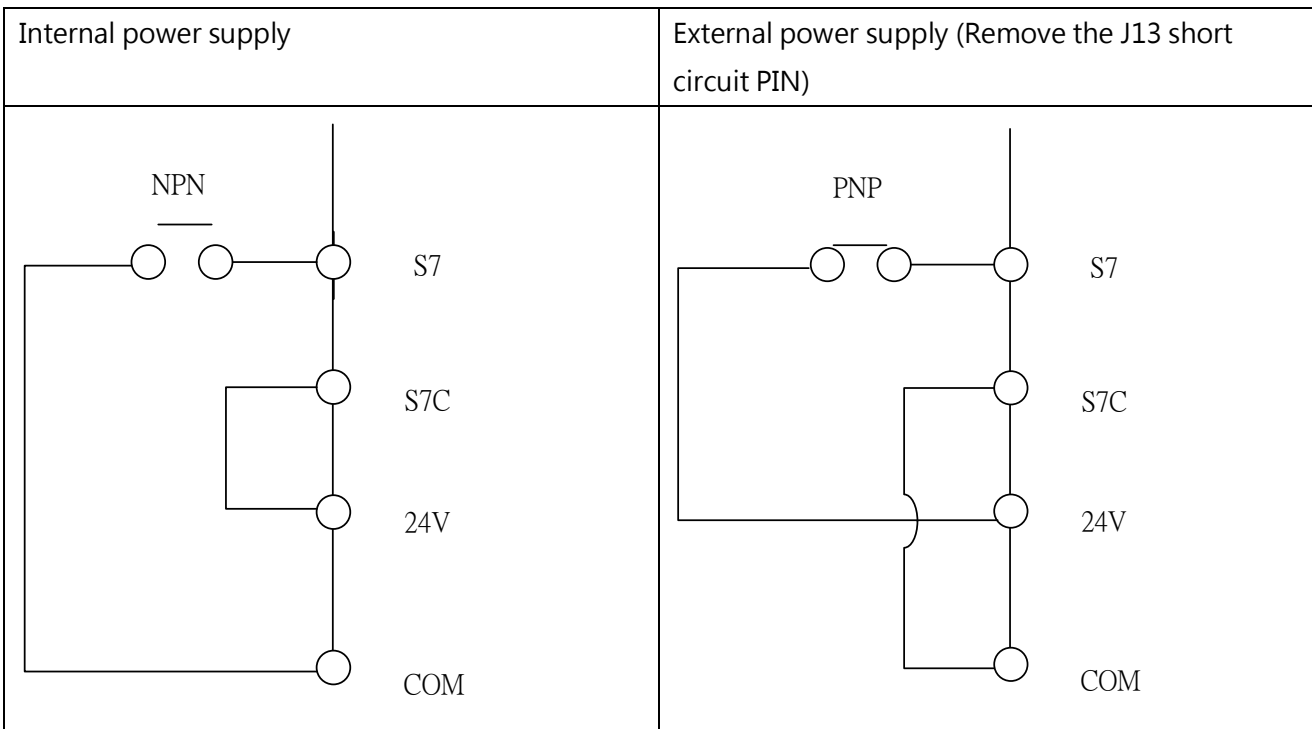 Internal power supply
External power supply (Remove the J13 short
circuit PIN)
NPN
S7
S7C
24V
COM
PNP
S7
S7C
24V
COM